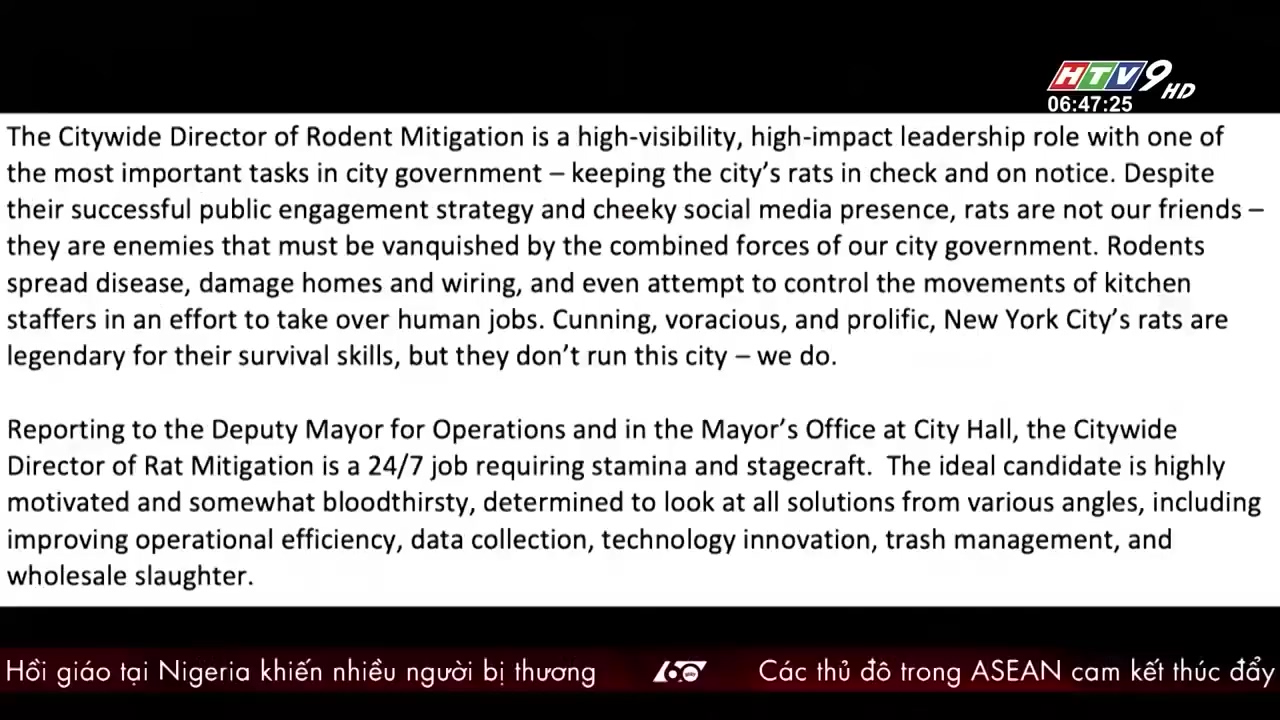 HTV9 HD
06:47:25
The Citywide Director of Rodent Mitigation is a high-visibility, high-impact leadership role with one of
the most important tasks in city government – keeping the city’s rats in check and on notice. Despite
their successful public engagement strategy and cheeky social media presence, rats are not our friends –
they are enemies that must be vanquished by the combined forces of our city government. Rodents
spread disease, damage homes and wiring, and even attempt to control the movements of kitchen
staffers in an effort to take over human jobs. Cunning, voracious, and prolific, New York City’s rats are
legendary for their survival skills, but they don’t run this city – we do.
Reporting to the Deputy Mayor for Operations and in the Mayor’s Office at City Hall, the Citywide
Director of Rat Mitigation is a 24/7 job requiring stamina and stagecraft.  The ideal candidate is highly
motivated and somewhat bloodthirsty, determined to look at all solutions from various angles, including
improving operational efficiency, data collection, technology innovation, trash management, and
wholesale slaughter.
Hồi giáo tại Nigeria khiến nhiều người bị thương 60 Các thủ đô trong ASEAN cam kết thúc đẩy